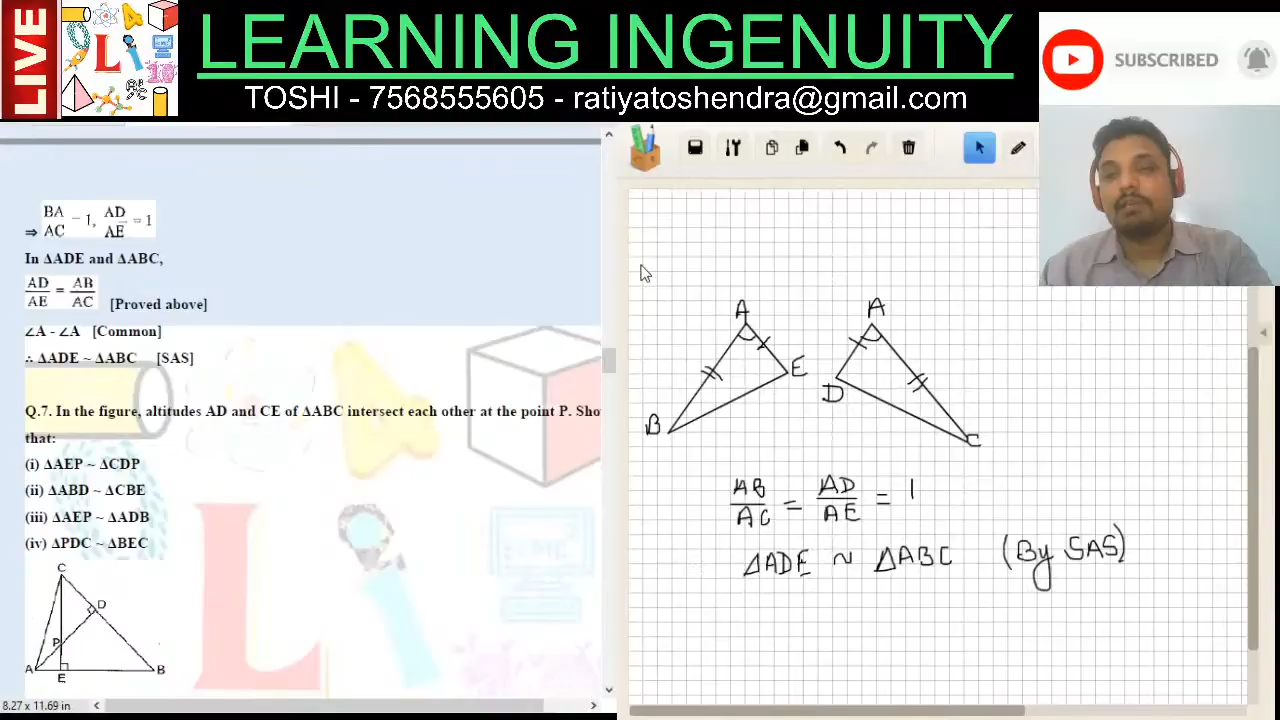 LIVE
LEARNING INGENUITY
TOSHI - 7568555605 - ratiyatoshendra@gmail.com
SUBSCRIBED
⇒ BA/AC = 1, AD/AE = 1
In ΔADE and ΔABC,
AD/AE = AB/AC [Proved above]
∠A - ∠A [Common]
∴ ΔADE ~ ΔABC [SAS]
Q.7. In the figure, altitudes AD and CE of ΔABC intersect each other at the point P. Sho
that:
(i) ΔAEP ~ ΔCDP
(ii) ΔABD ~ ΔCBE
(iii) ΔAEP ~ ΔADB
(iv) ΔPDC ~ ΔBEC
C
D
P
A
B
E
8.27 x 11.69 in
A
A
E
D
B
C
AB/AC = AD/AE = 1
ΔADE ~ ΔABC (By SAS)